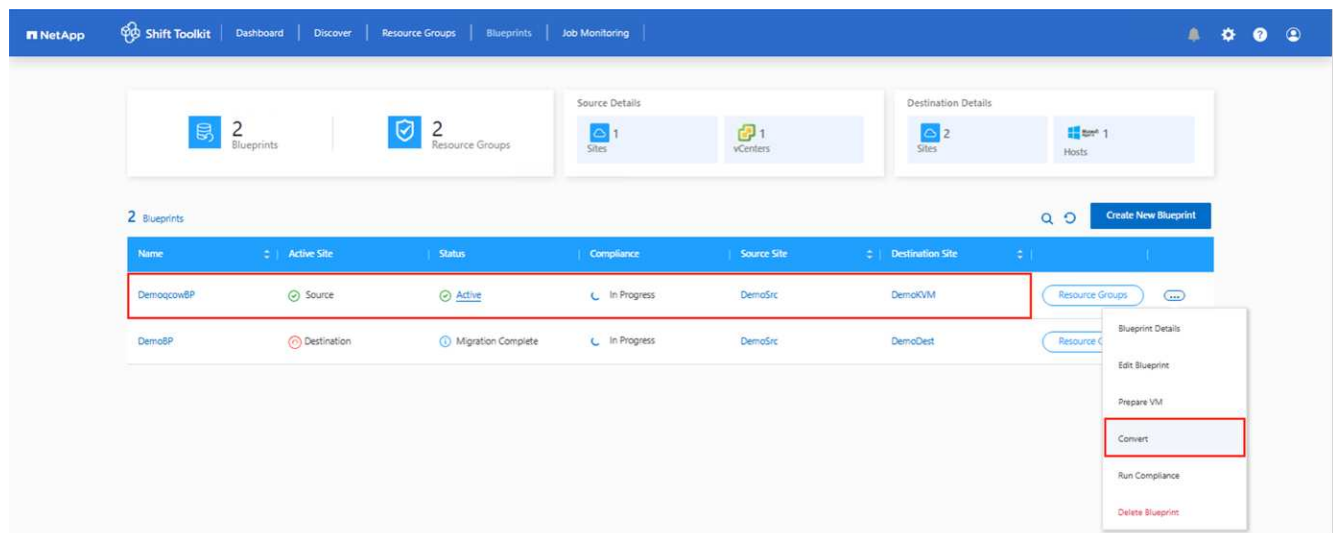 NetApp Shift Toolkit Dashboard Discover Resource Groups Blueprints Job Monitoring
Source Details Destination Details
2 2 1 1 2 Microsoft 1
Blueprints Resource Groups Sites vCenters Sites Hosts
2 Blueprints Create New Blueprint
Name Active Site Status Compliance Source Site Destination Site
DemoqcowBP Source Active In Progress DemoSrc DemoKVM Resource Groups ...
DemoBP Destination Migration Complete In Progress DemoSrc DemoDest Resource G
Blueprint Details
Edit Blueprint
Prepare VM
Convert
Run Compliance
Delete Blueprint